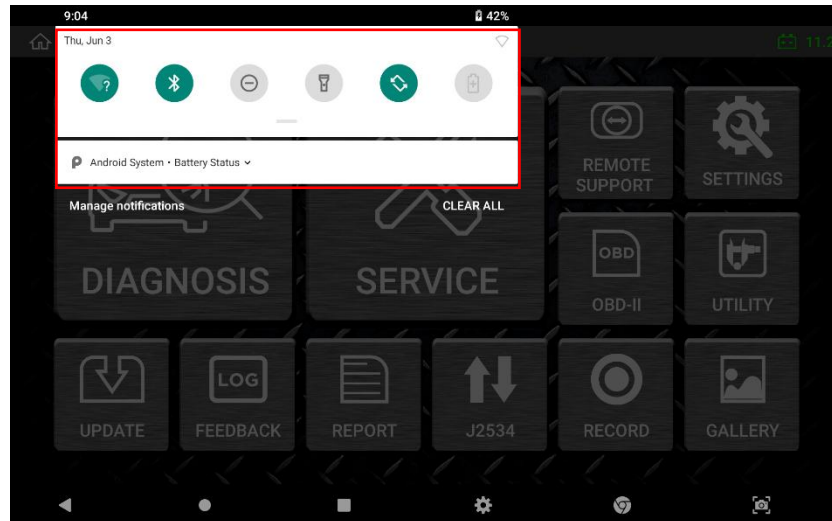 9:04 42%
Thu, Jun 3
?
Android System • Battery Status
Manage notifications CLEAR ALL
DIAGNOSIS
SERVICE
REMOTE
SUPPORT
SETTINGS
OBD
OBD-II
UTILITY
UPDATE
LOG
FEEDBACK
REPORT
J2534
RECORD
GALLERY